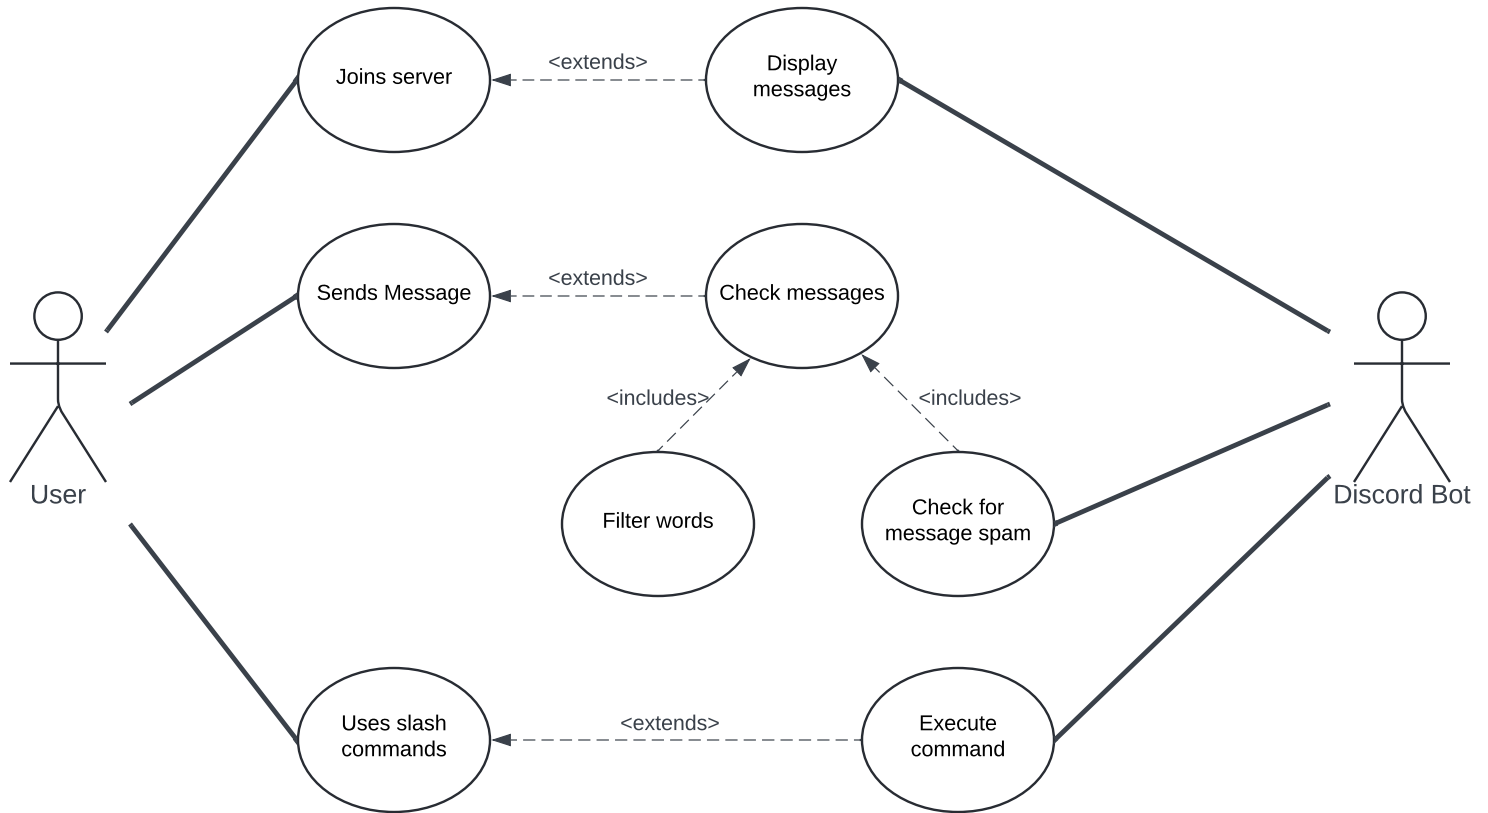 Joins server
<extends>
Display
messages
Sends Message
<extends>
Check messages
<includes>
<includes>
User
Discord Bot
Filter words
Check for
message spam
Uses slash
commands
<extends>
Execute
command